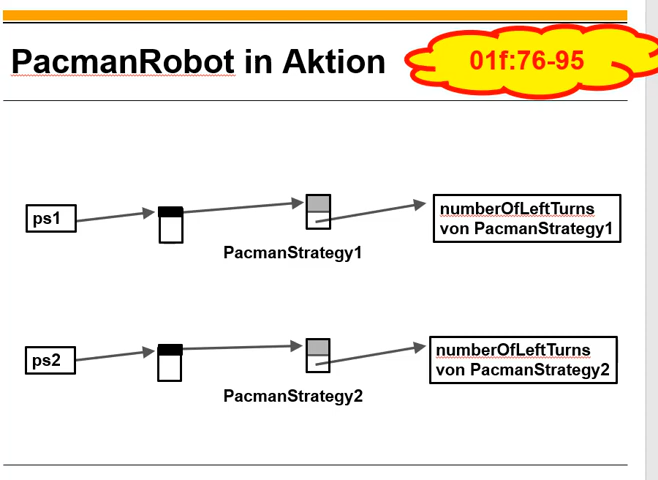 PacmanRobot in Aktion
01f:76-95
ps1
numberOfLeftTurns
von PacmanStrategy1
PacmanStrategy1
ps2
numberOfLeftTurns
von PacmanStrategy2
PacmanStrategy2